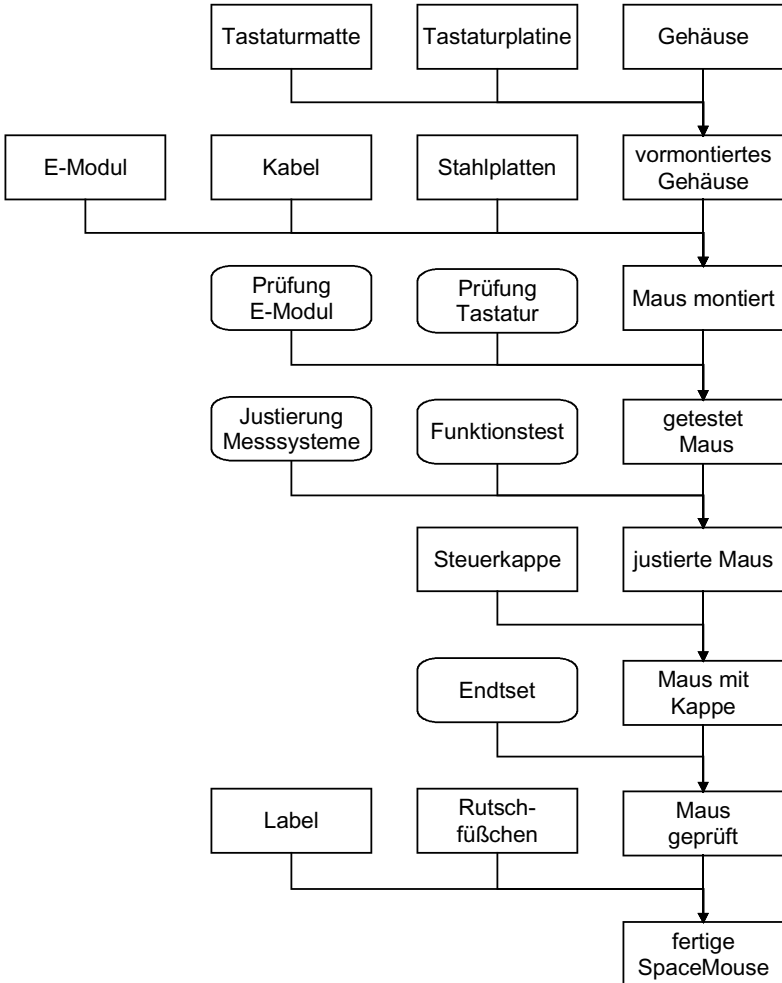 Tastaturmatte
Tastaturplatine
Gehäuse
E-Modul
Kabel
Stahlplatten
vormontiertes
Gehäuse
Prüfung
E-Modul
Prüfung
Tastatur
Maus montiert
Justierung
Messsysteme
Funktionstest
getestet
Maus
Steuerkappe
justierte Maus
Endtset
Maus mit
Kappe
Label
Rutsch-
füßchen
Maus
geprüft
fertige
SpaceMouse